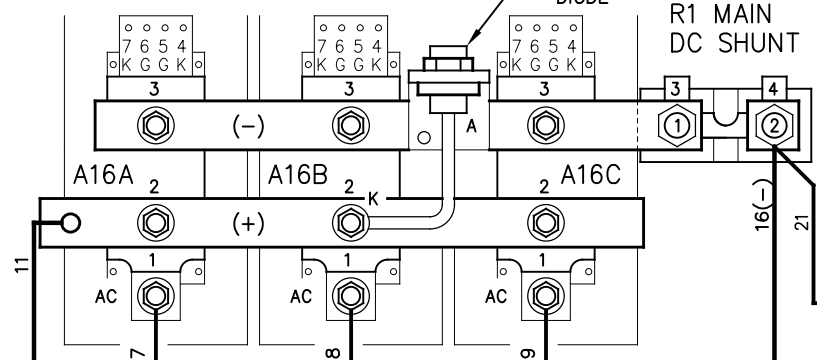 DIODE
R1 MAIN
DC SHUNT
7 6 5 4
K G G K
7 6 5 4
K G G K
7 6 5 4
K G G K
3
3
3
3
4
(-)
A
1
2
A16A
2
A16B
2
K
2
A16C
(+)
16(-)
21
11
1
1
1
AC
AC
AC
7
8
9